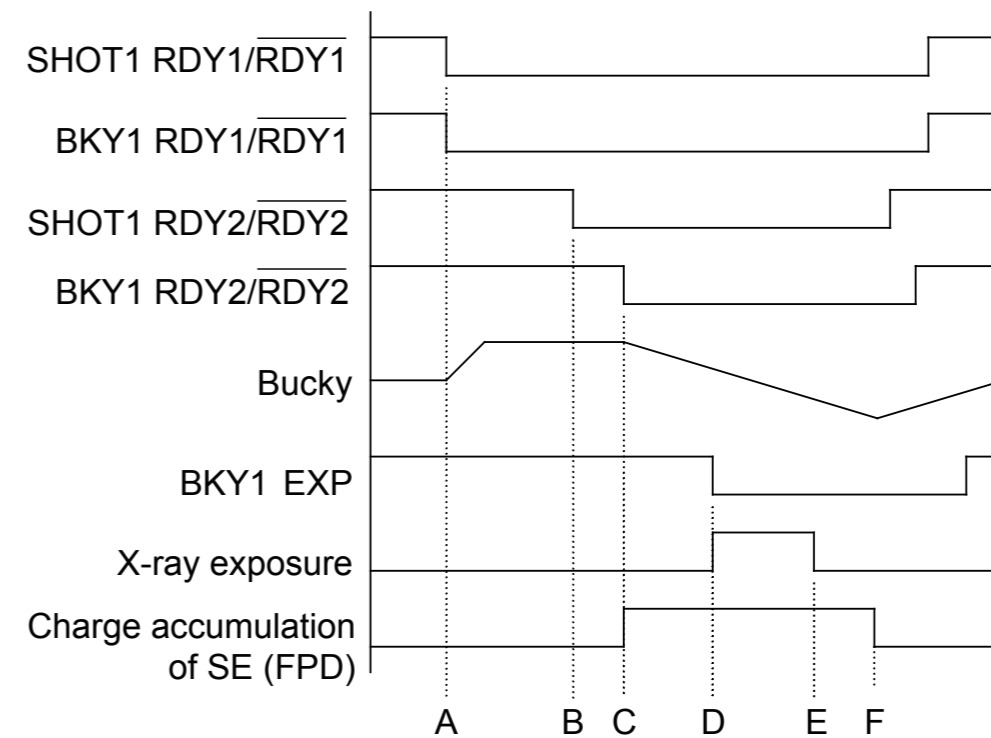 SHOT1 RDY1/RDY1
BKY1 RDY1/RDY1
SHOT1 RDY2/RDY2
BKY1 RDY2/RDY2
Bucky
BKY1 EXP
X-ray exposure
Charge accumulation
of SE (FPD)
A B C D E F